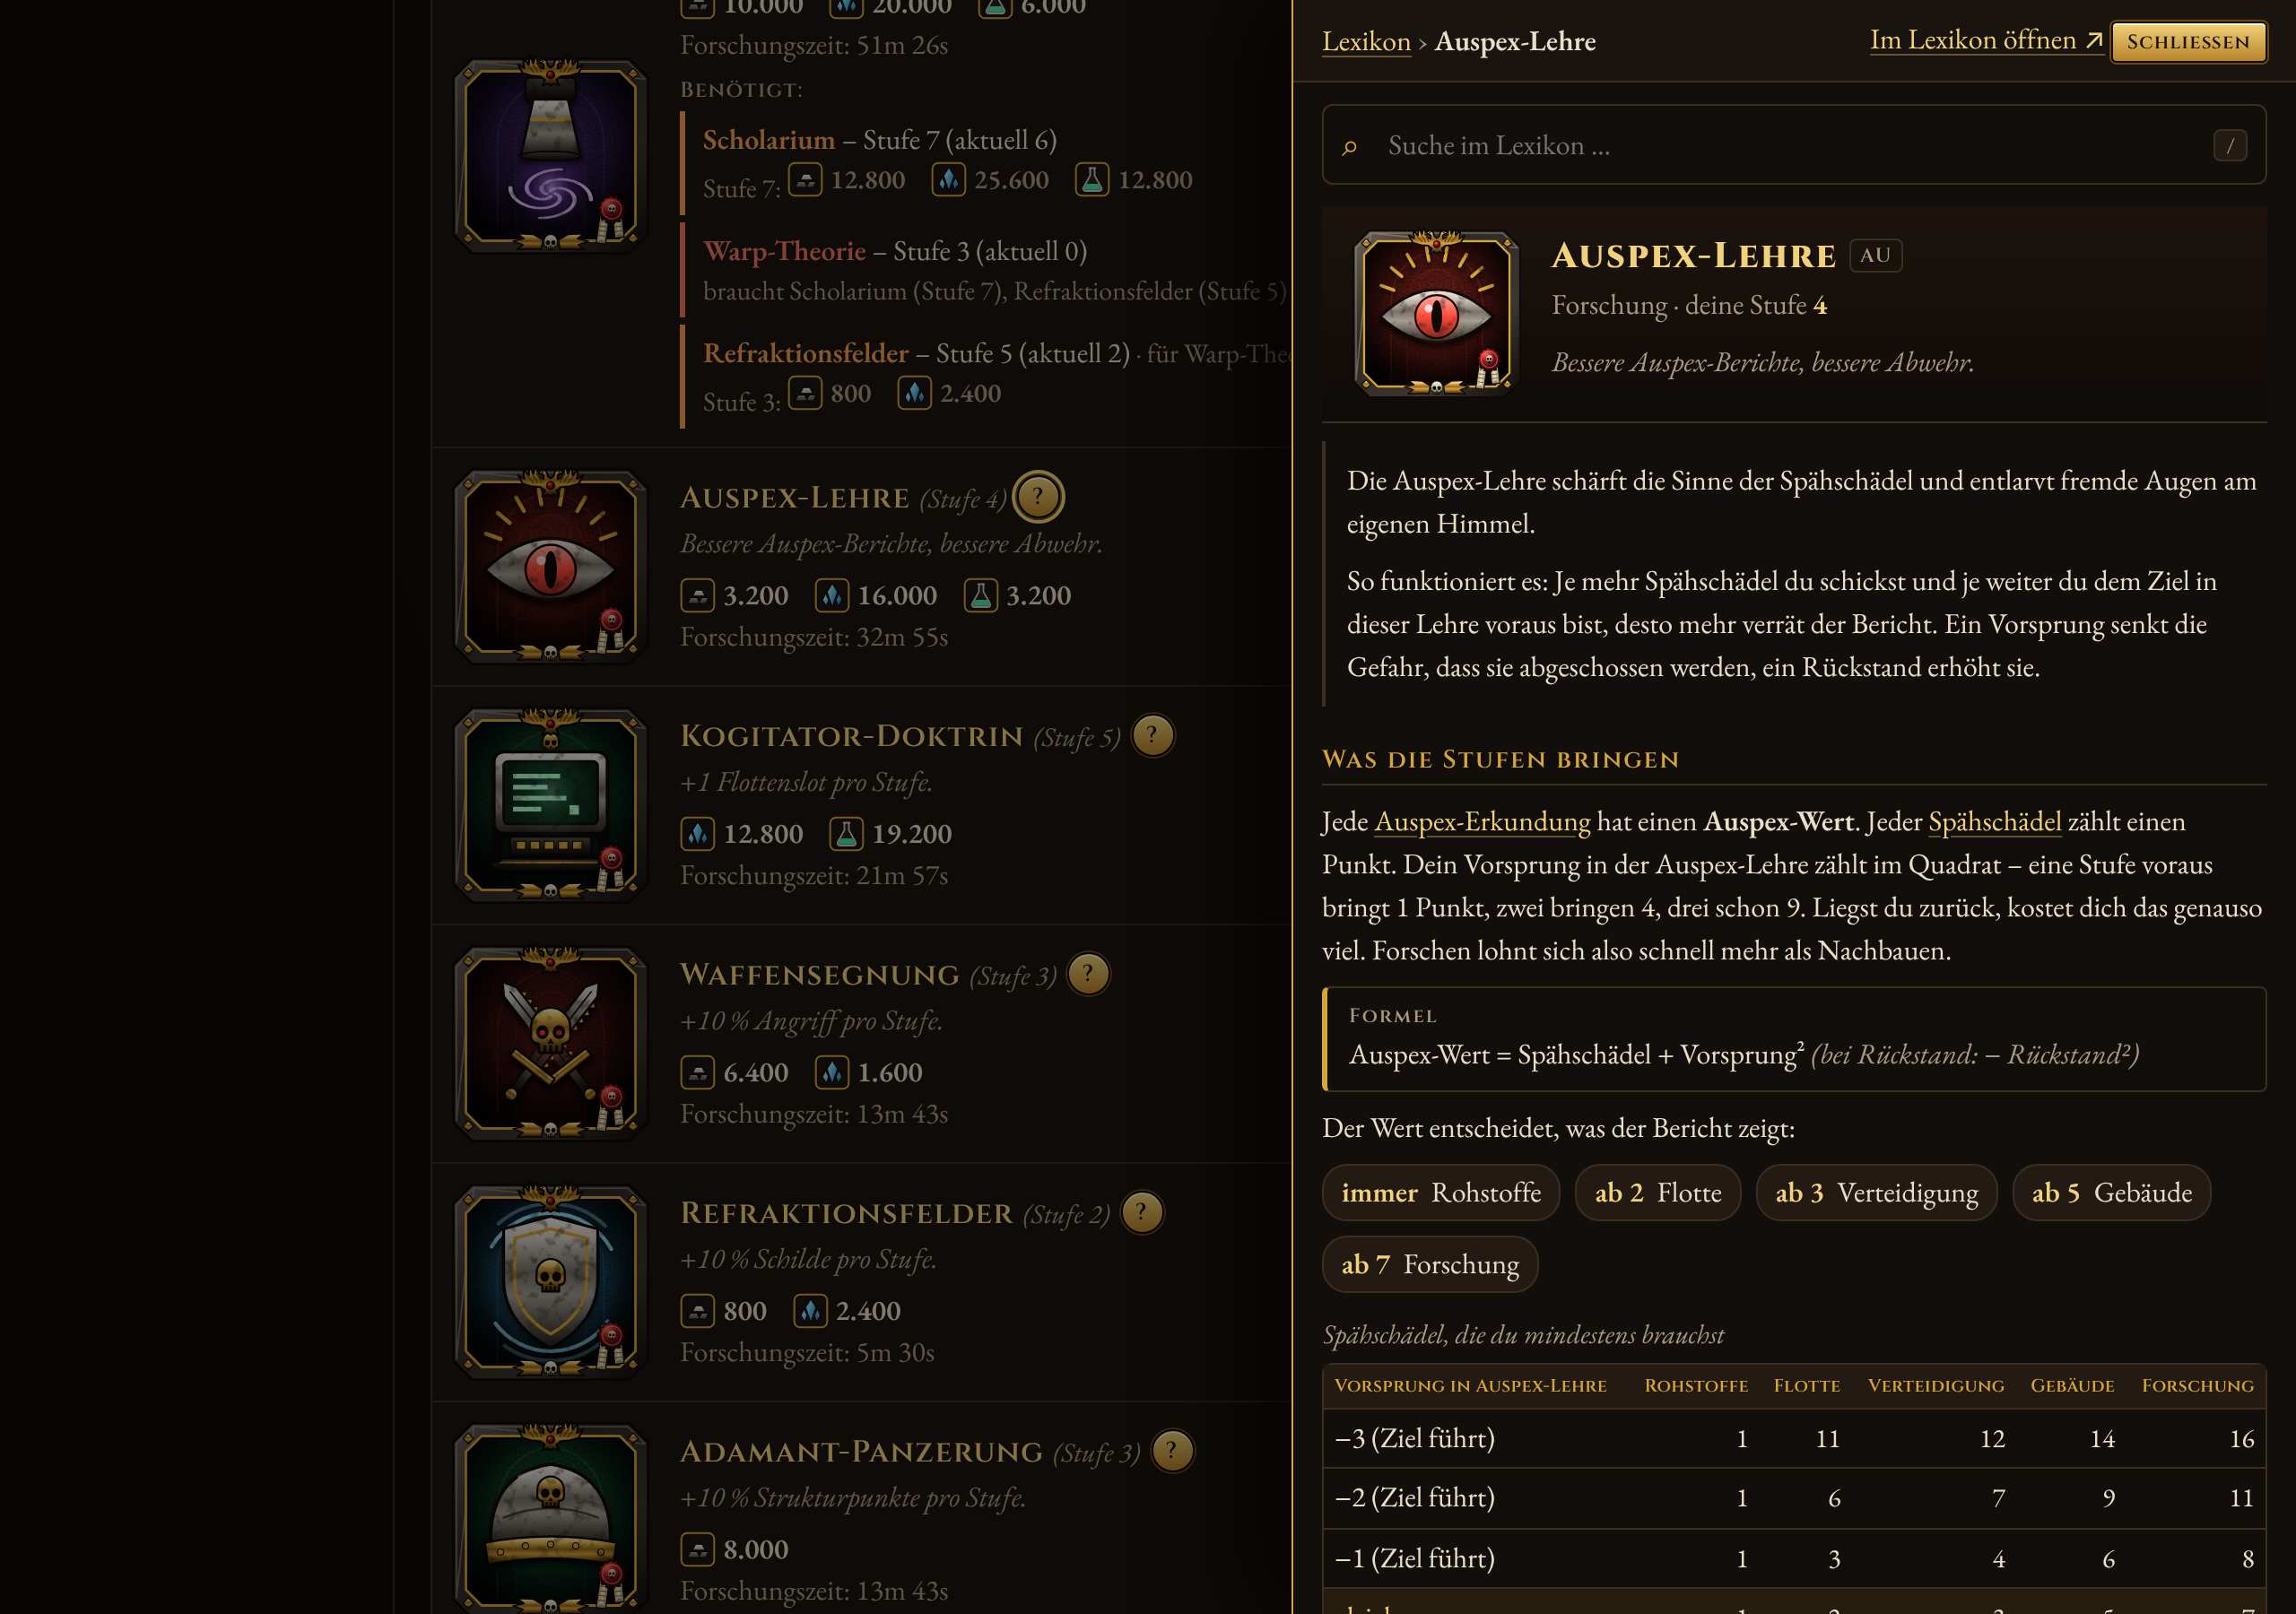 10.000 20.000 6.000
Forschungszeit: 51m 26s
BENÖTIGT:
Scholarium – Stufe 7 (aktuell 6)
Stufe 7: 12.800 25.600 12.800
Warp-Theorie – Stufe 3 (aktuell 0)
braucht Scholarium (Stufe 7), Refraktionsfelder (Stufe 5)
Refraktionsfelder – Stufe 5 (aktuell 2) · für
Stufe 3: 800 2.400
AUSPEX-LEHRE (Stufe 4) ?
Bessere Auspex-Berichte, bessere Abwehr.
3.200 16.000 3.200
Forschungszeit: 32m 55s
KOGITATOR-DOKTRIN (Stufe 5) ?
+1 Flottenslot pro Stufe.
12.800 19.200
Forschungszeit: 21m 57s
WAFFENSEGNUNG (Stufe 3) ?
+10 % Angriff pro Stufe.
6.400 1.600
Forschungszeit: 13m 43s
REFRAKTIONSFELDER (Stufe 2) ?
+10 % Schilde pro Stufe.
800 2.400
Forschungszeit: 5m 30s
ADAMANT-PANZERUNG (Stufe 3) ?
+10 % Strukturpunkte pro Stufe.
8.000
Forschungszeit: 13m 43s
Lexikon › Auspex-Lehre
Im Lexikon öffnen ↗ SCHLIESSEN
Suche im Lexikon ... /
AUSPEX-LEHRE AU
Forschung · deine Stufe 4
Bessere Auspex-Berichte, bessere Abwehr.
Die Auspex-Lehre schärft die Sinne der Spähschädel und entlarvt fremde Augen am
eigenen Himmel.
So funktioniert es: Je mehr Spähschädel du schickst und je weiter du dem Ziel in
dieser Lehre voraus bist, desto mehr verrät der Bericht. Ein Vorsprung senkt die
Gefahr, dass sie abgeschossen werden, ein Rückstand erhöht sie.
WAS DIE STUFEN BRINGEN
Jede Auspex-Erkundung hat einen Auspex-Wert. Jeder Spähschädel zählt einen
Punkt. Dein Vorsprung in der Auspex-Lehre zählt im Quadrat – eine Stufe voraus
bringt 1 Punkt, zwei bringen 4, drei schon 9. Liegst du zurück, kostet dich das genauso
viel. Forschen lohnt sich also schnell mehr als Nachbauen.
FORMEL
Auspex-Wert = Spähschädel + Vorsprung² (bei Rückstand: − Rückstand²)
Der Wert entscheidet, was der Bericht zeigt:
immer Rohstoffe ab 2 Flotte ab 3 Verteidigung ab 5 Gebäude
ab 7 Forschung
Spähschädel, die du mindestens brauchst
VORSPRUNG IN AUSPEX-LEHRE ROHSTOFFE FLOTTE VERTEIDIGUNG GEBÄUDE FORSCHUNG
−3 (Ziel führt) 1 11 12 14 16
−2 (Ziel führt) 1 6 7 9 11
−1 (Ziel führt) 1 3 4 6 8